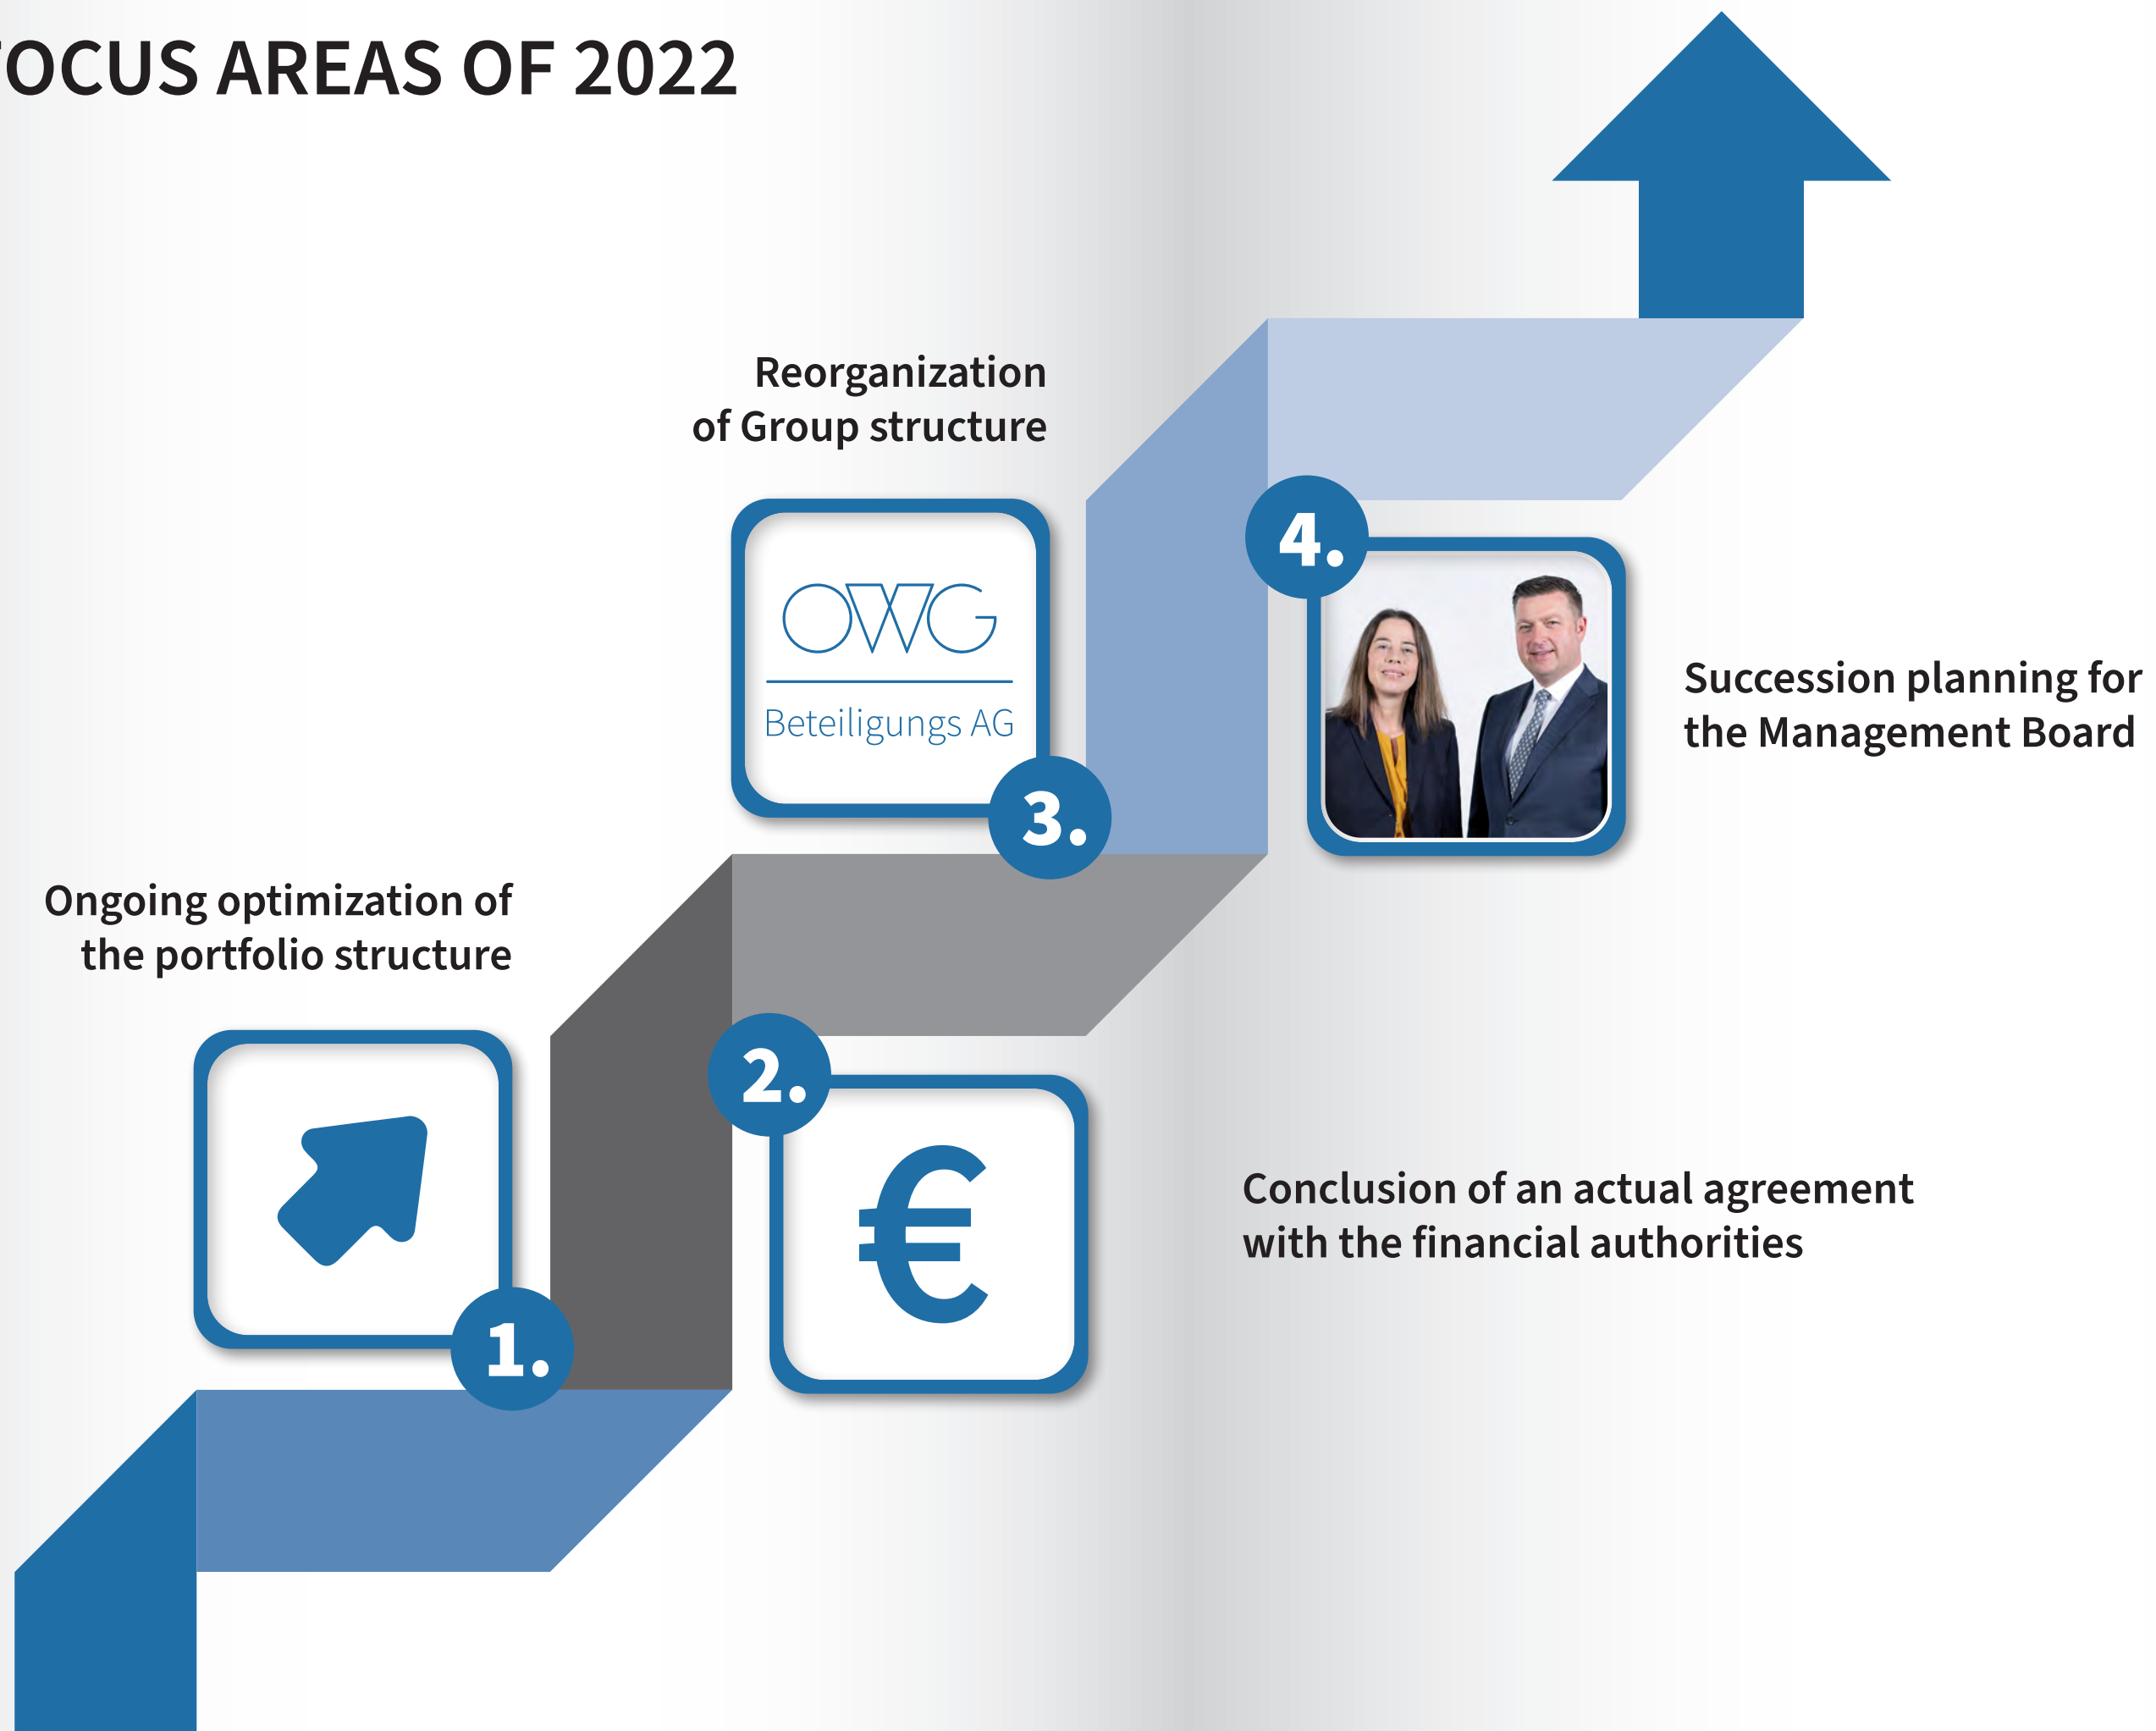 FOCUS AREAS OF 2022
Ongoing optimization of
the portfolio structure
1.
2.
€
Conclusion of an actual agreement
with the financial authorities
Reorganization
of Group structure
OWG
Beteiligungs AG
3.
4.
Succession planning for
the Management Board